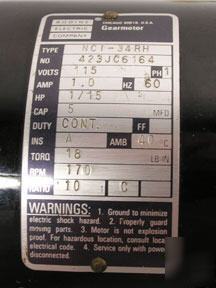 BODINE CHICAGO 60618, U.S.A.
ELECTRIC Gearmotor
COMPANY
TYPE NCI-34RH
NO 423JC6164
VOLTS 115 PH 1
AMP 1.0 HZ 60
HP 1/15
CAP 5 MFD
DUTY CONT. FF
INS A AMB 40 °C
TORQ 18 LB-IN
RPM 170
RATIO 10 C
WARNINGS: 1. Ground to minimize
electric shock hazard. 2. Properly guard
moving parts. 3. Motor is not explosion
proof. For hazardous location, consult local
electrical code. 4. Service only with power
disconnected.